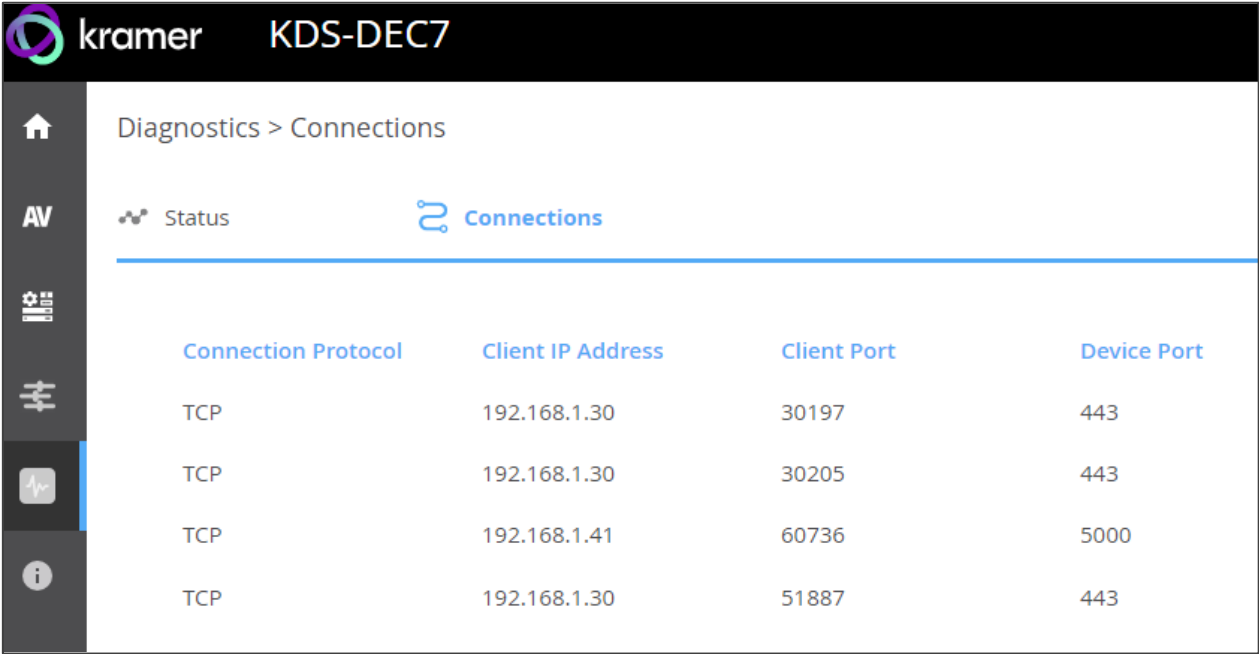 kramer KDS-DEC7
Diagnostics > Connections
AV Status Connections
Connection Protocol Client IP Address Client Port Device Port
TCP 192.168.1.30 30197 443
TCP 192.168.1.30 30205 443
TCP 192.168.1.41 60736 5000
TCP 192.168.1.30 51887 443